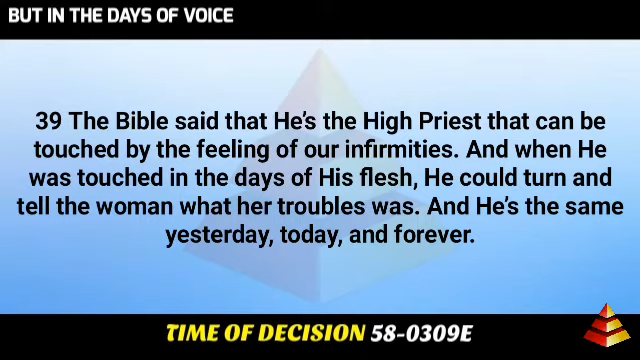 BUT IN THE DAYS OF VOICE
39 The Bible said that He's the High Priest that can be
touched by the feeling of our infirmities. And when He
was touched in the days of His flesh, He could turn and
tell the woman what her troubles was. And He's the same
yesterday, today, and forever.
TIME OF DECISION 58-0309E